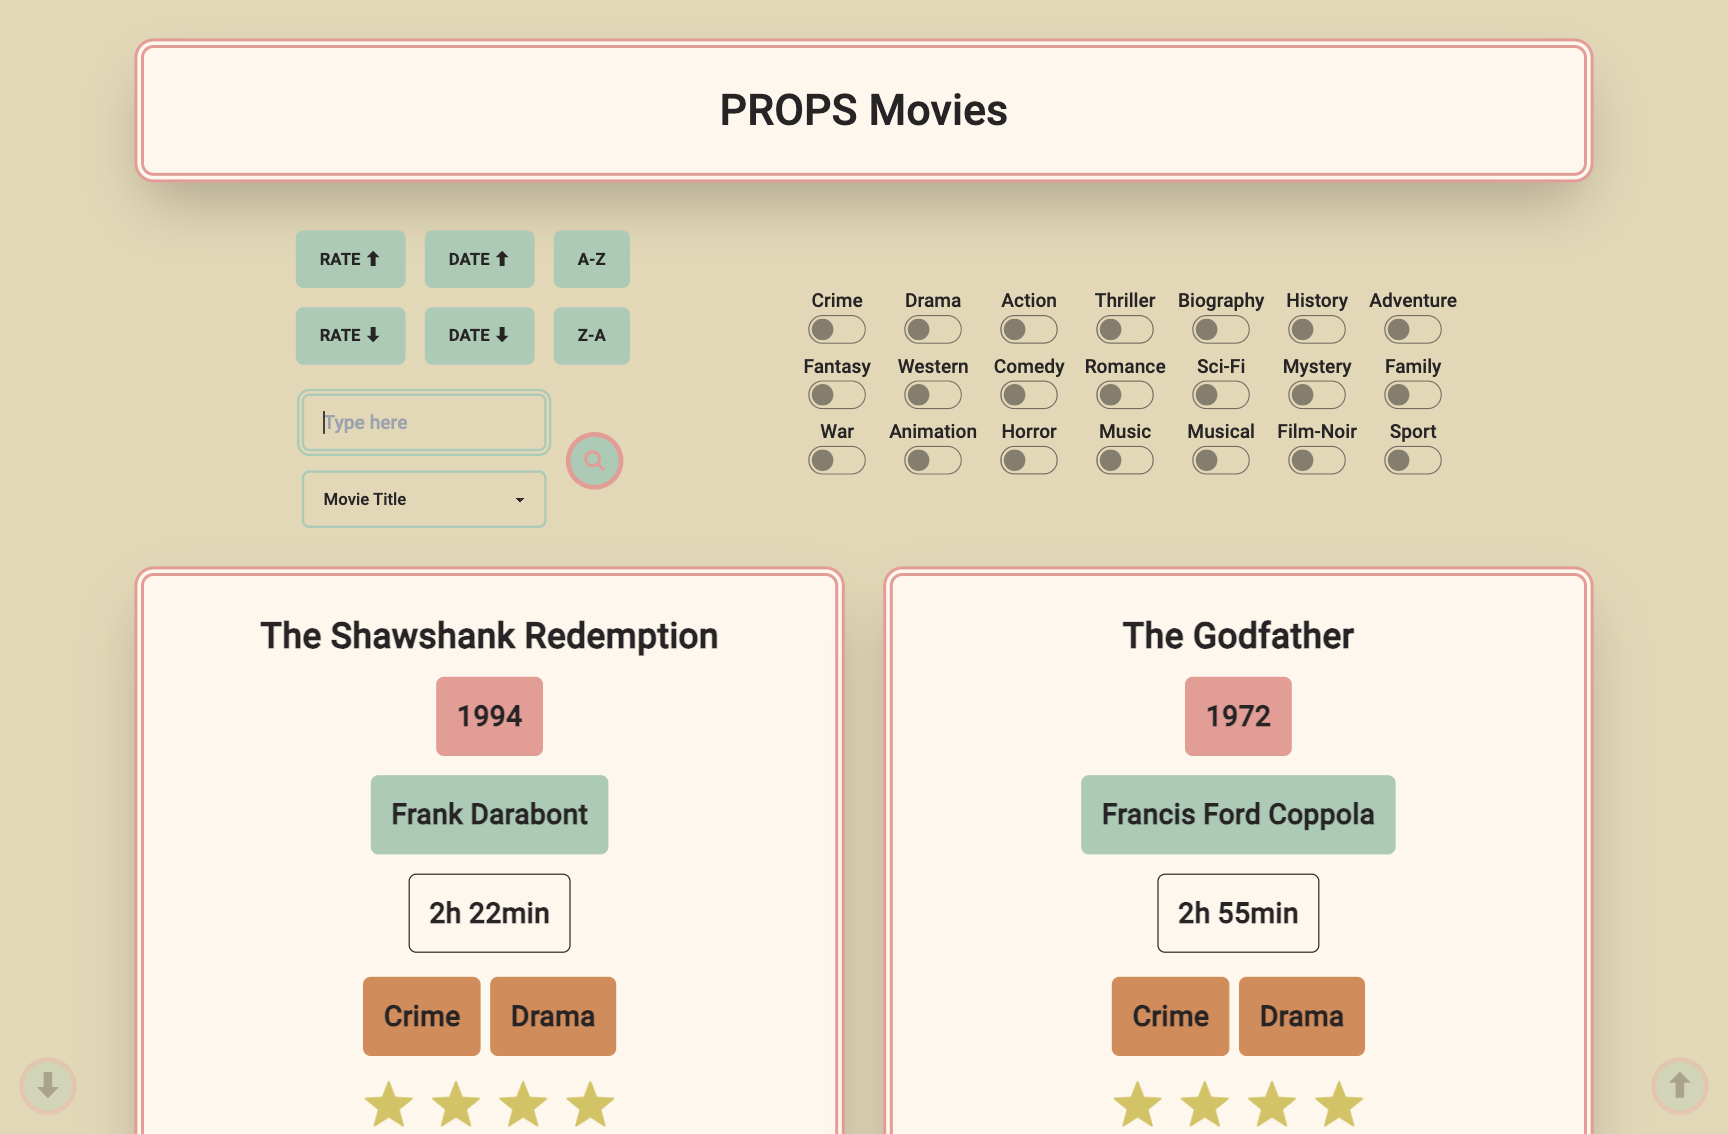 PROPS Movies
RATE DATE A-Z
RATE DATE Z-A
Type here
Movie Title
Crime Drama Action Thriller Biography History Adventure
Fantasy Western Comedy Romance Sci-Fi Mystery Family
War Animation Horror Music Musical Film-Noir Sport
The Shawshank Redemption
1994
Frank Darabont
2h 22min
Crime Drama
The Godfather
1972
Francis Ford Coppola
2h 55min
Crime Drama